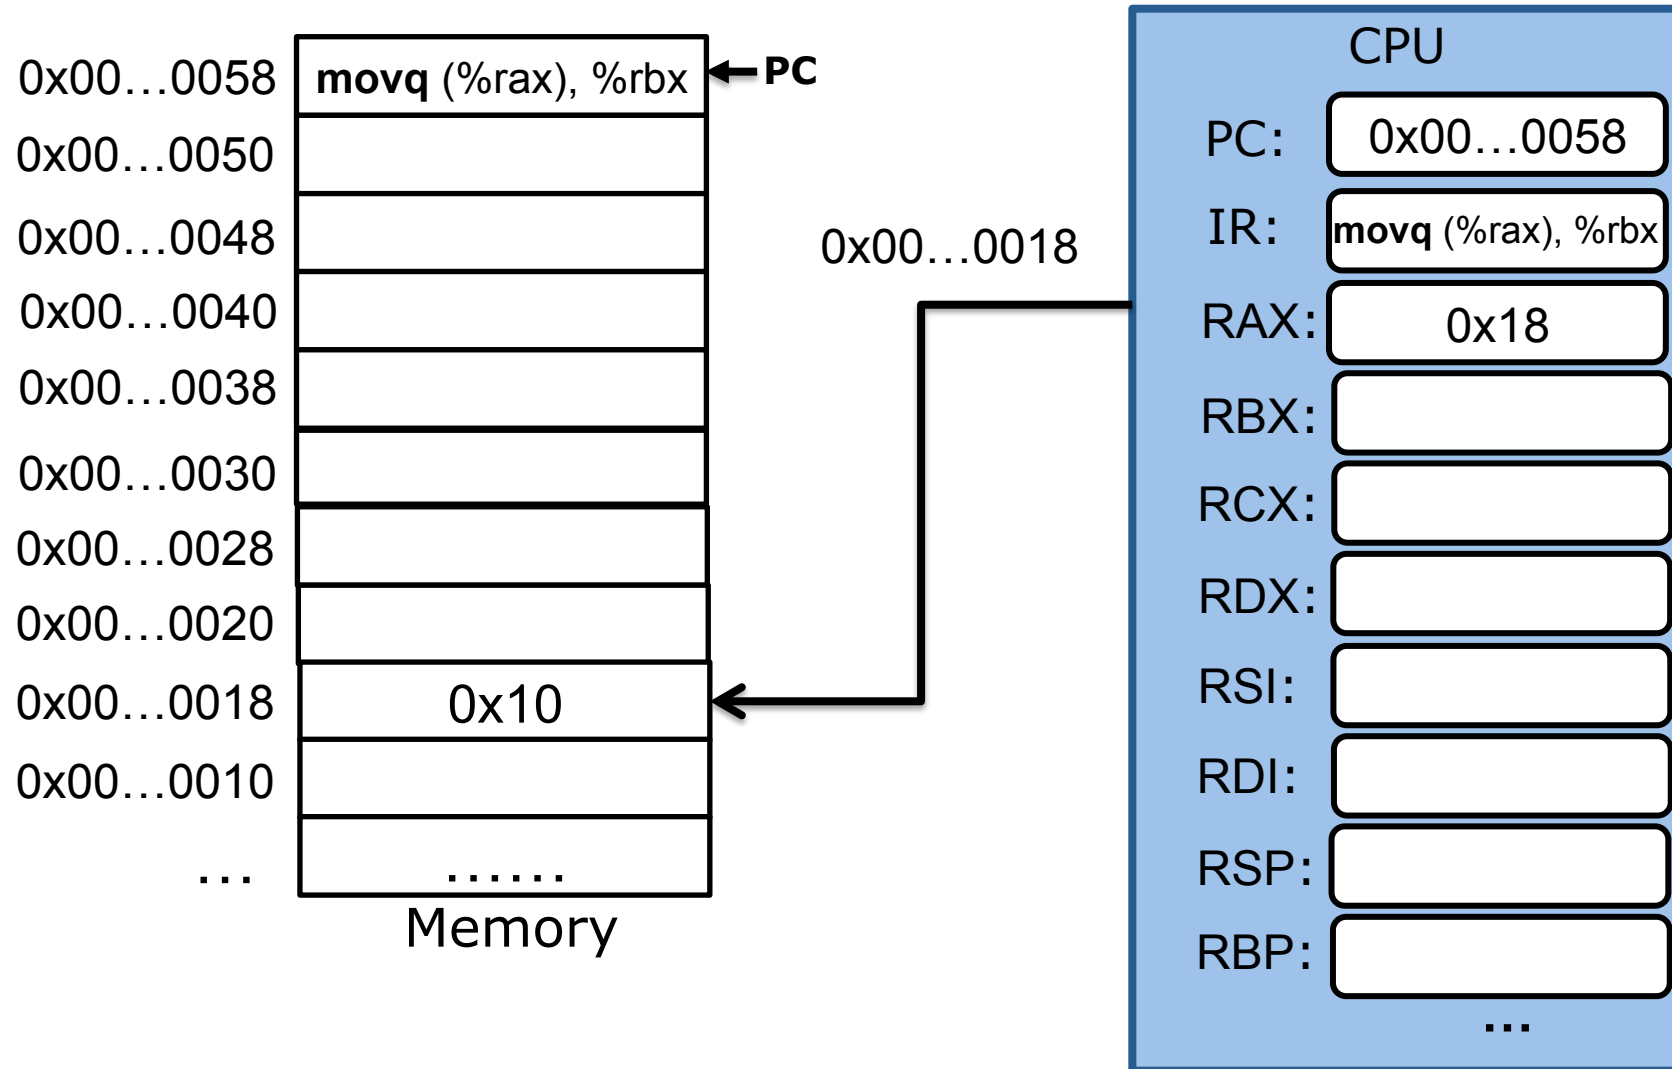 0x00…0058 movq (%rax), %rbx PC
0x00…0050
0x00…0048
0x00…0040
0x00…0038
0x00…0030
0x00…0028
0x00…0020
0x00…0018 0x10
0x00…0010
… ……
Memory
0x00…0018
CPU
PC: 0x00…0058
IR: movq (%rax), %rbx
RAX: 0x18
RBX:
RCX:
RDX:
RSI:
RDI:
RSP:
RBP:
…